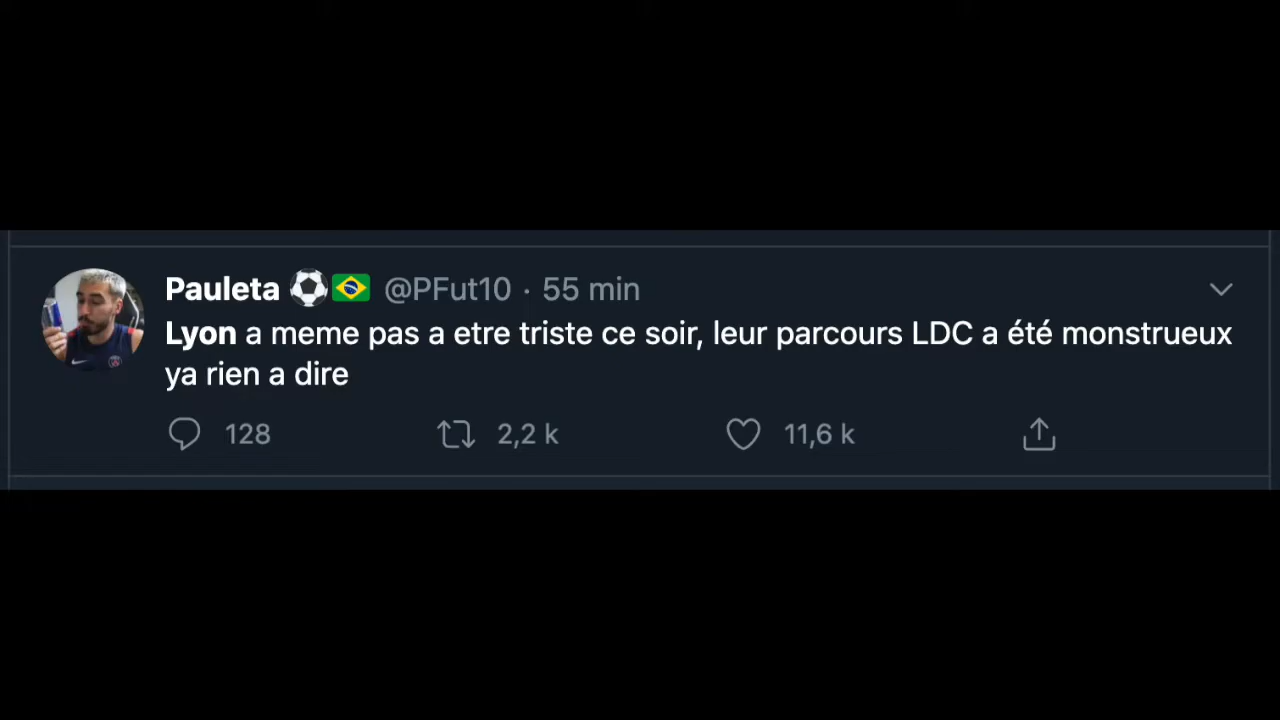 Pauleta ⚽🇧🇷 @PFut10 · 55 min
Lyon a meme pas a etre triste ce soir, leur parcours LDC a été monstrueux
ya rien a dire
128 2,2 k 11,6 k